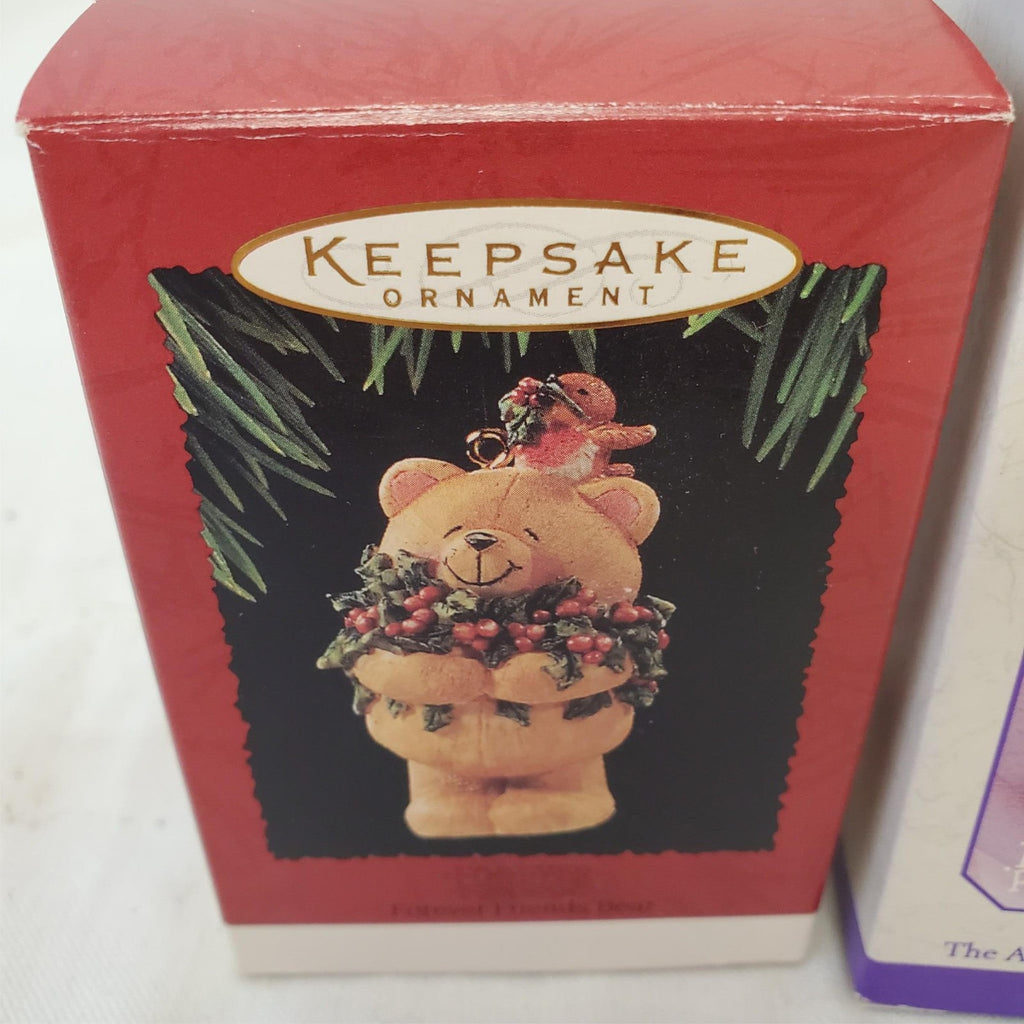 KEEPSAKE
ORNAMENT
Forever Friends Bear
The A